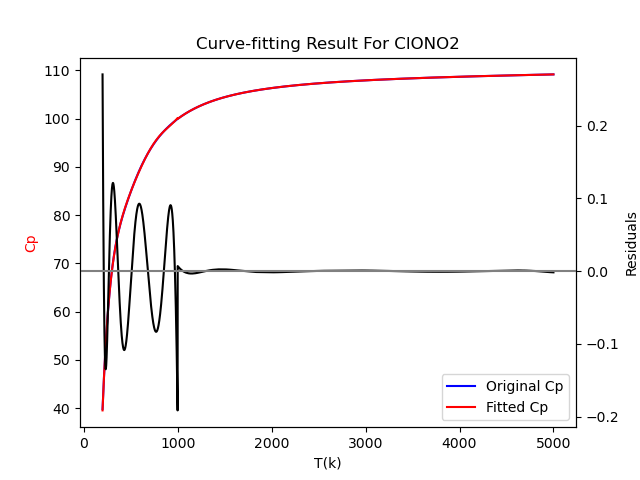 Curve-fitting Result For ClONO2
110
100
90
80
70
60
50
40
Cp
0.2
0.1
0.0
−0.1
−0.2
Residuals
Original Cp
Fitted Cp
0 1000 2000 3000 4000 5000
T(k)